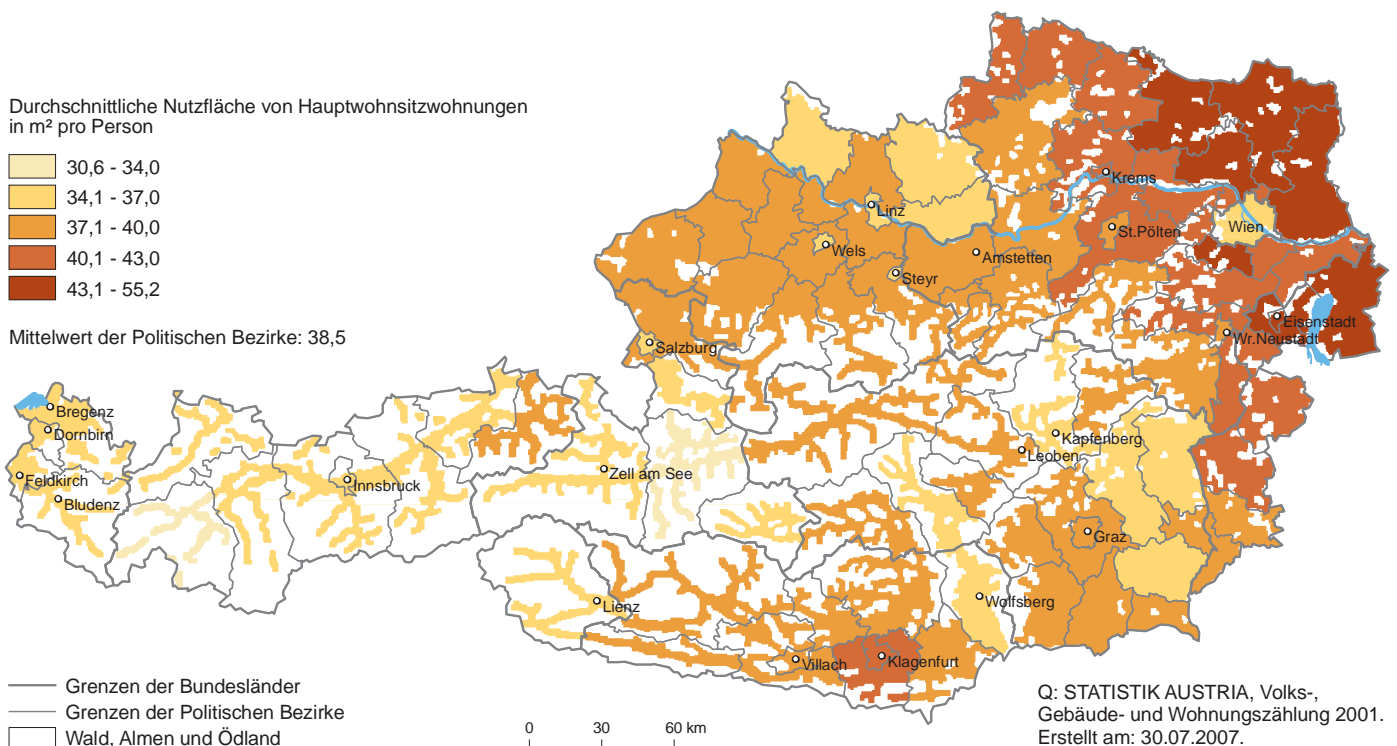 Durchschnittliche Nutzfläche von Hauptwohnsitzwohnungen
in m² pro Person
30,6 - 34,0
34,1 - 37,0
37,1 - 40,0
40,1 - 43,0
43,1 - 55,2
Mittelwert der Politischen Bezirke: 38,5
Krems
Linz
St.Pölten
Wien
Wels
Amstetten
Steyr
Eisenstadt
Wr.Neustadt
Salzburg
Bregenz
Dornbirn
Kapfenberg
Leoben
Feldkirch
Zell am See
Innsbruck
Bludenz
Graz
Lienz
Wolfsberg
Villach
Klagenfurt
Grenzen der Bundesländer
Grenzen der Politischen Bezirke
Wald, Almen und Ödland
0 30 60 km
Q: STATISTIK AUSTRIA, Volks-,
Gebäude- und Wohnungszählung 2001.
Erstellt am: 30.07.2007.